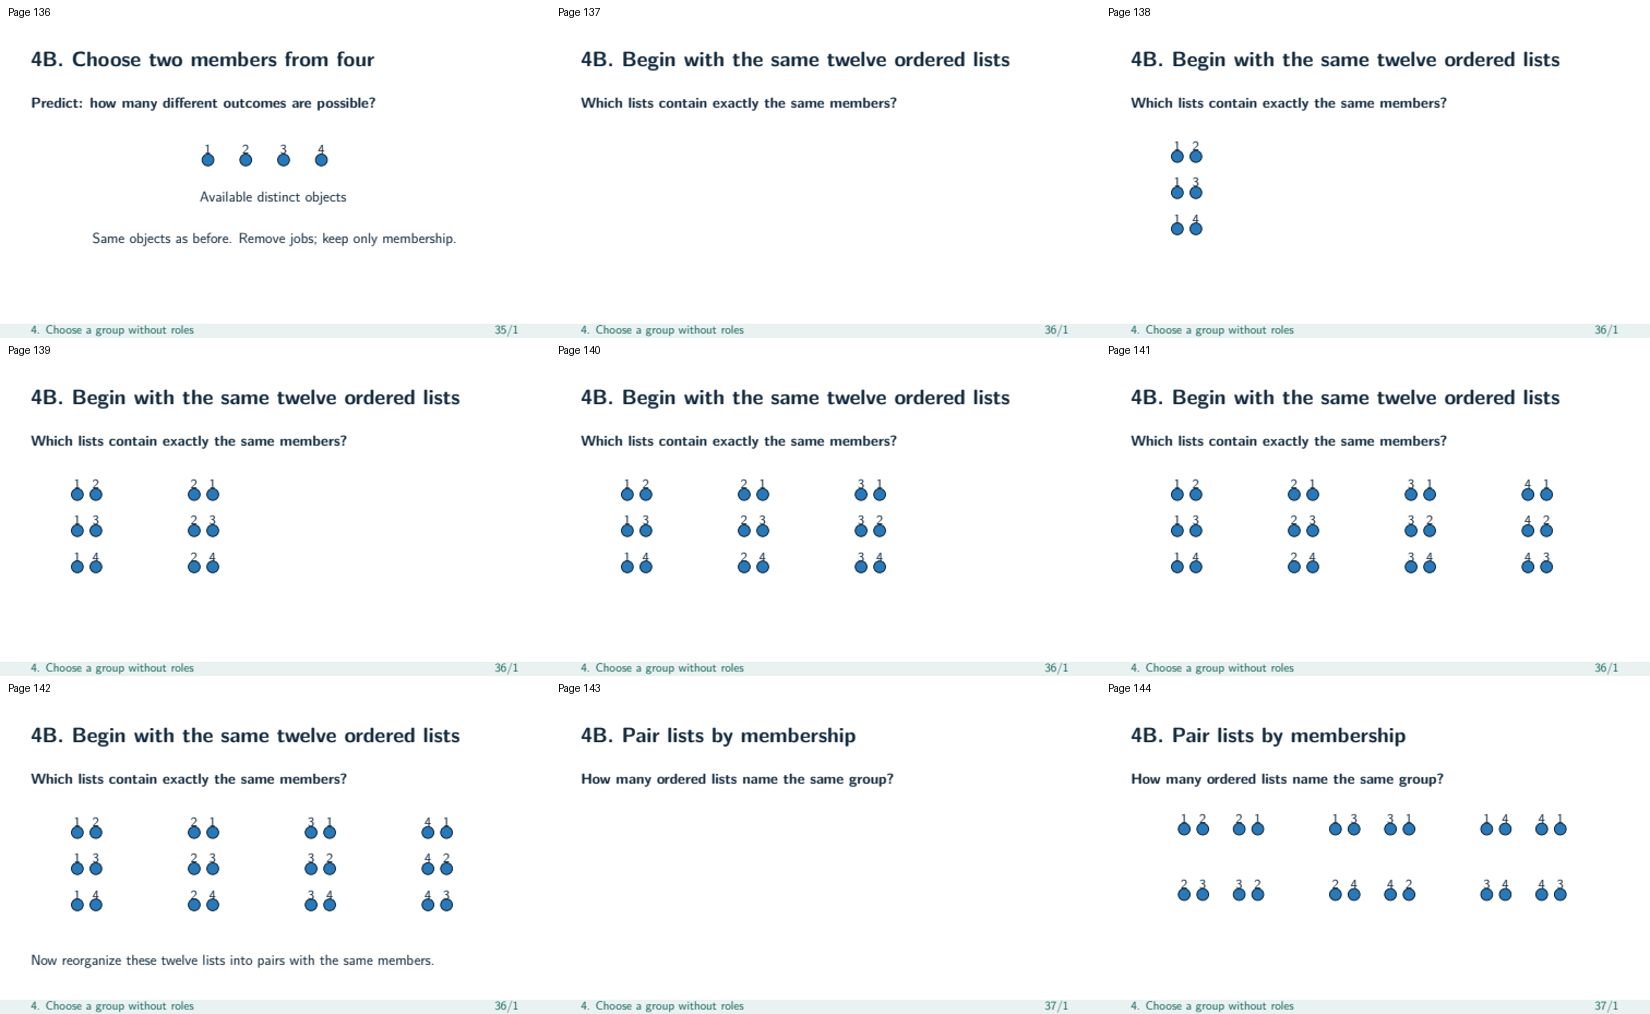 Page 136
4B. Choose two members from four
Predict: how many different outcomes are possible?
1 2 3 4
Available distinct objects
Same objects as before. Remove jobs; keep only membership.
4. Choose a group without roles 35/1
Page 137
4B. Begin with the same twelve ordered lists
Which lists contain exactly the same members?
4. Choose a group without roles 36/1
Page 138
4B. Begin with the same twelve ordered lists
Which lists contain exactly the same members?
1 2
1 3
1 4
4. Choose a group without roles 36/1
Page 139
4B. Begin with the same twelve ordered lists
Which lists contain exactly the same members?
1 2 2 1
1 3 2 3
1 4 2 4
4. Choose a group without roles 36/1
Page 140
4B. Begin with the same twelve ordered lists
Which lists contain exactly the same members?
1 2 2 1 3 1
1 3 2 3 3 2
1 4 2 4 3 4
4. Choose a group without roles 36/1
Page 141
4B. Begin with the same twelve ordered lists
Which lists contain exactly the same members?
1 2 2 1 3 1 4 1
1 3 2 3 3 2 4 2
1 4 2 4 3 4 4 3
4. Choose a group without roles 36/1
Page 142
4B. Begin with the same twelve ordered lists
Which lists contain exactly the same members?
1 2 2 1 3 1 4 1
1 3 2 3 3 2 4 2
1 4 2 4 3 4 4 3
Now reorganize these twelve lists into pairs with the same members.
4. Choose a group without roles 36/1
Page 143
4B. Pair lists by membership
How many ordered lists name the same group?
4. Choose a group without roles 37/1
Page 144
4B. Pair lists by membership
How many ordered lists name the same group?
1 2 2 1 1 3 3 1 1 4 4 1
2 3 3 2 2 4 4 2 3 4 4 3
4. Choose a group without roles 37/1